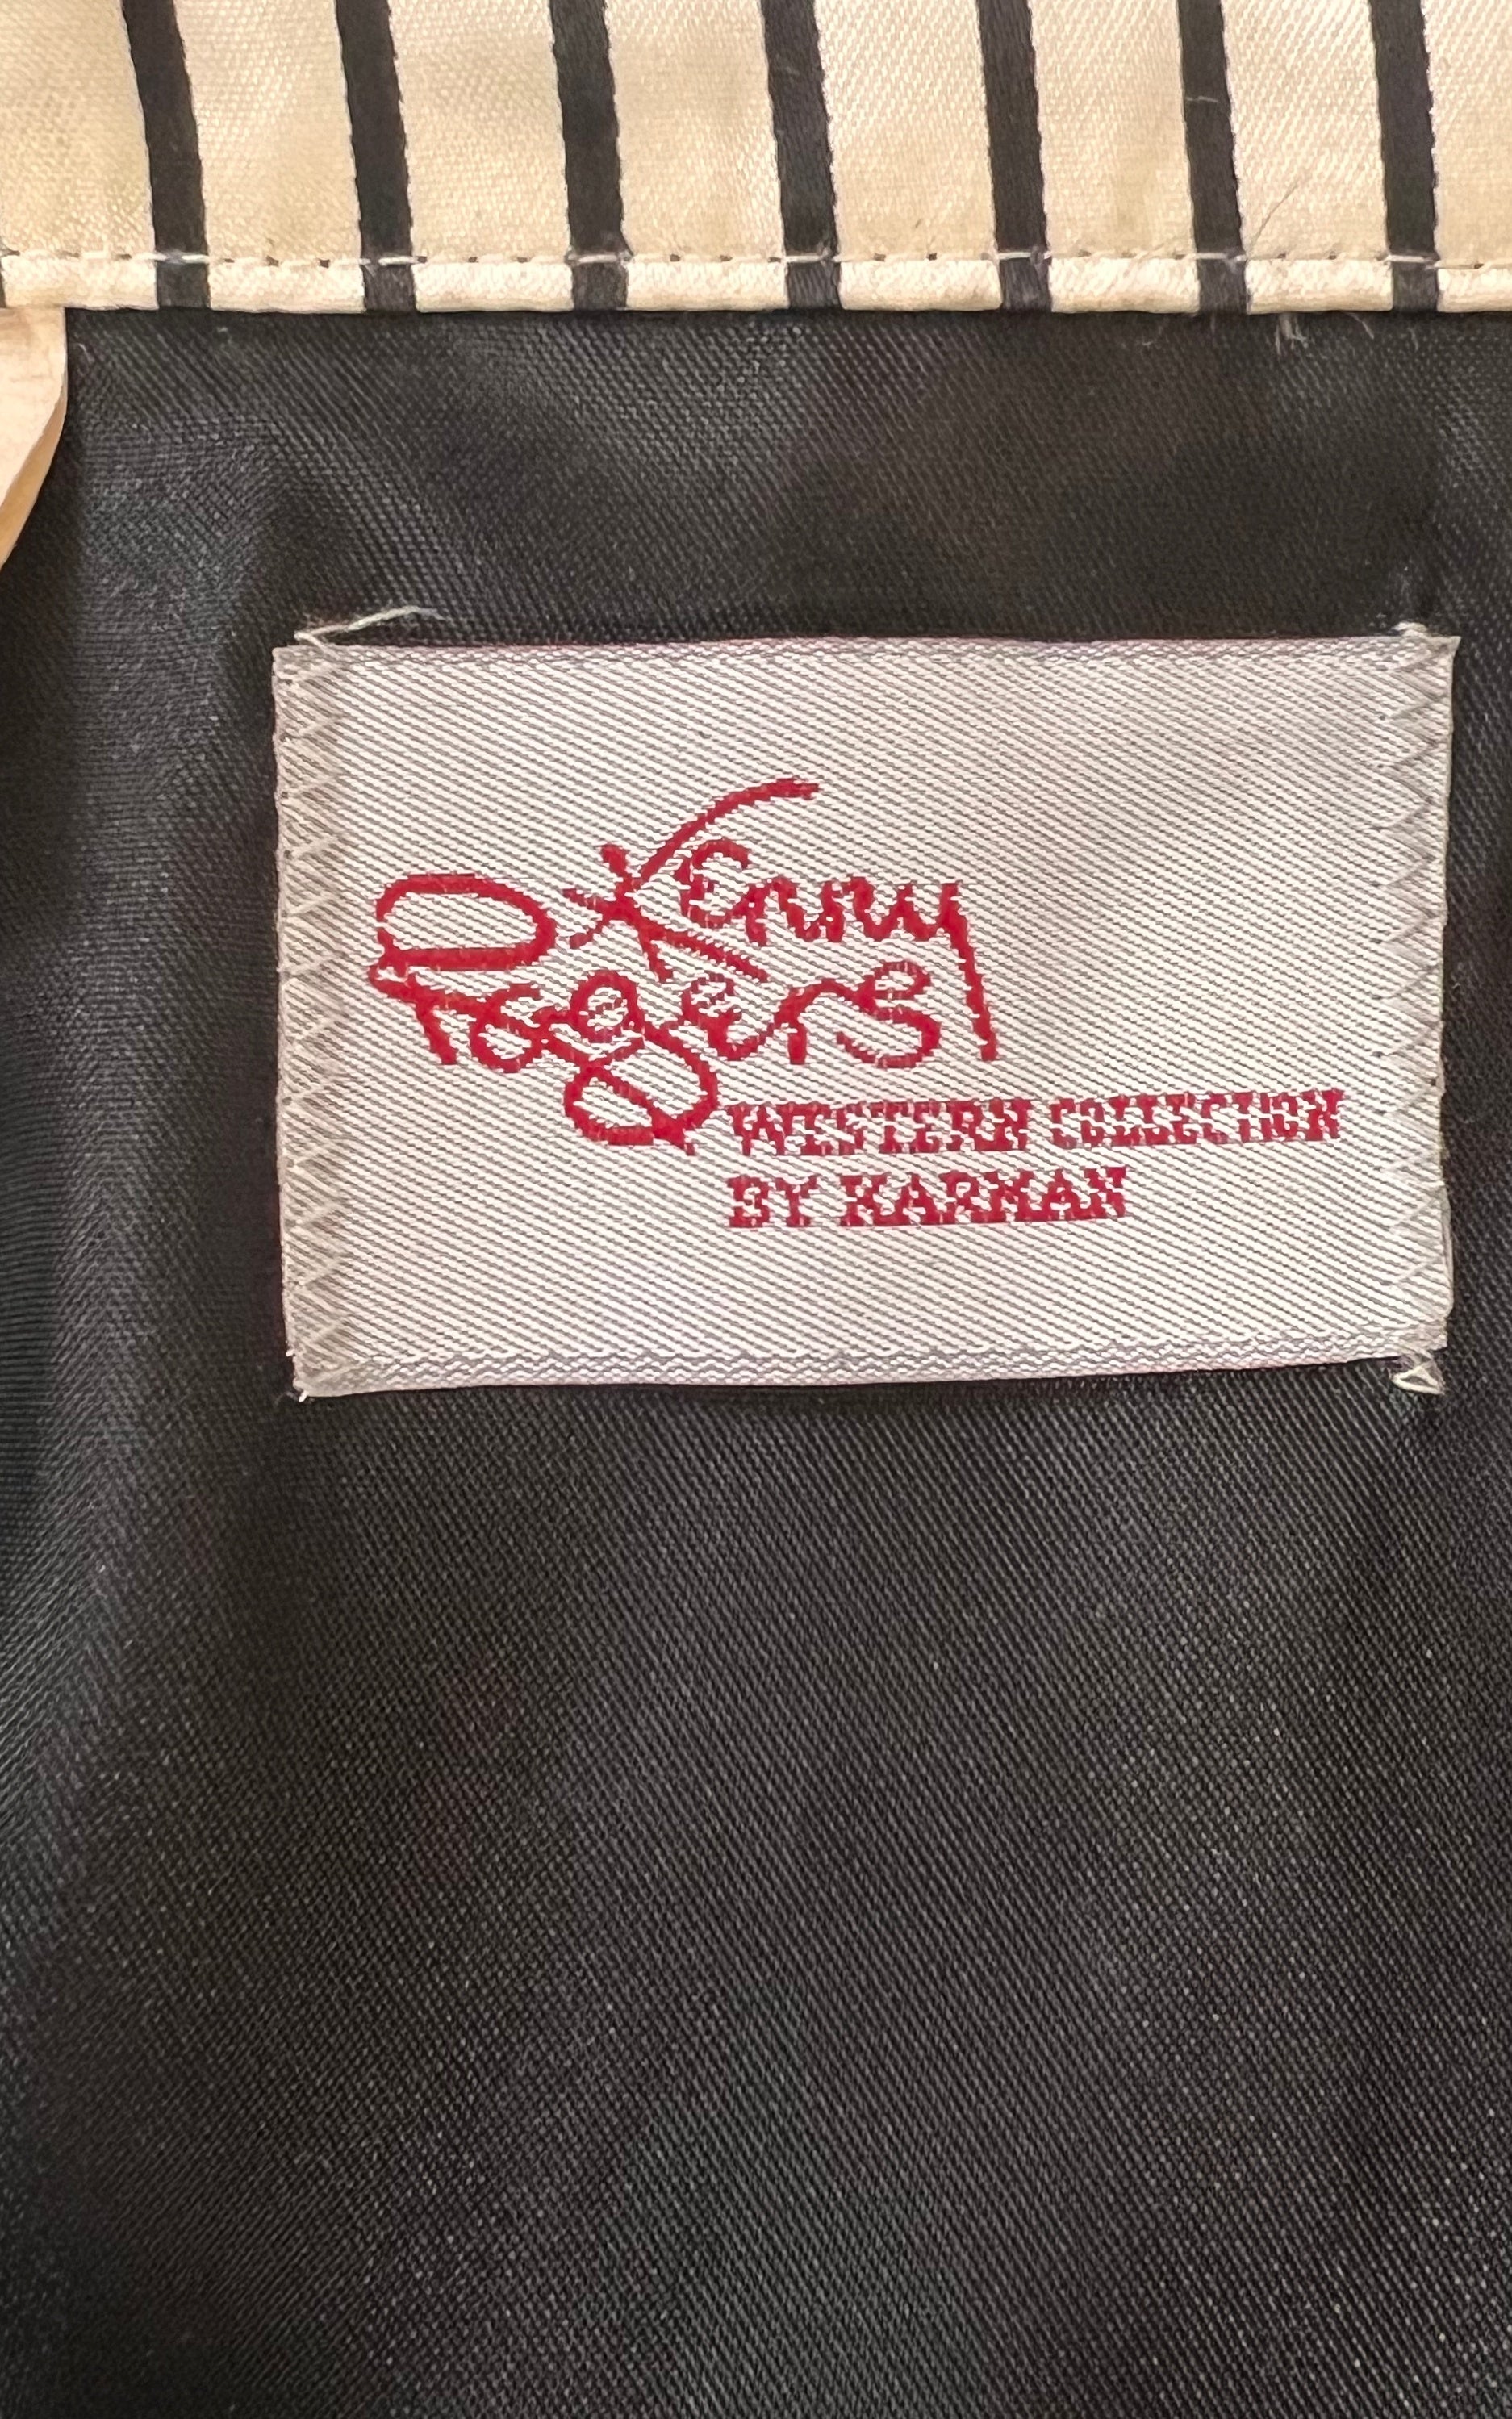 Kenny
Rogers
WESTERN COLLECTION
BY KARMAN